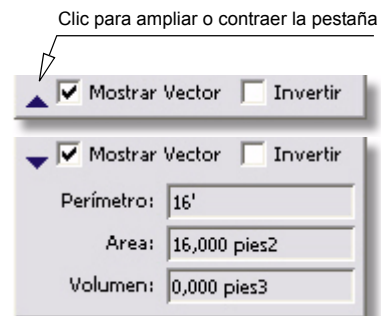 Clic para ampliar o contraer la pestaña
Mostrar Vector Invertir
Mostrar Vector Invertir
Perímetro: 16'
Area: 16,000 pies2
Volumen: 0,000 pies3